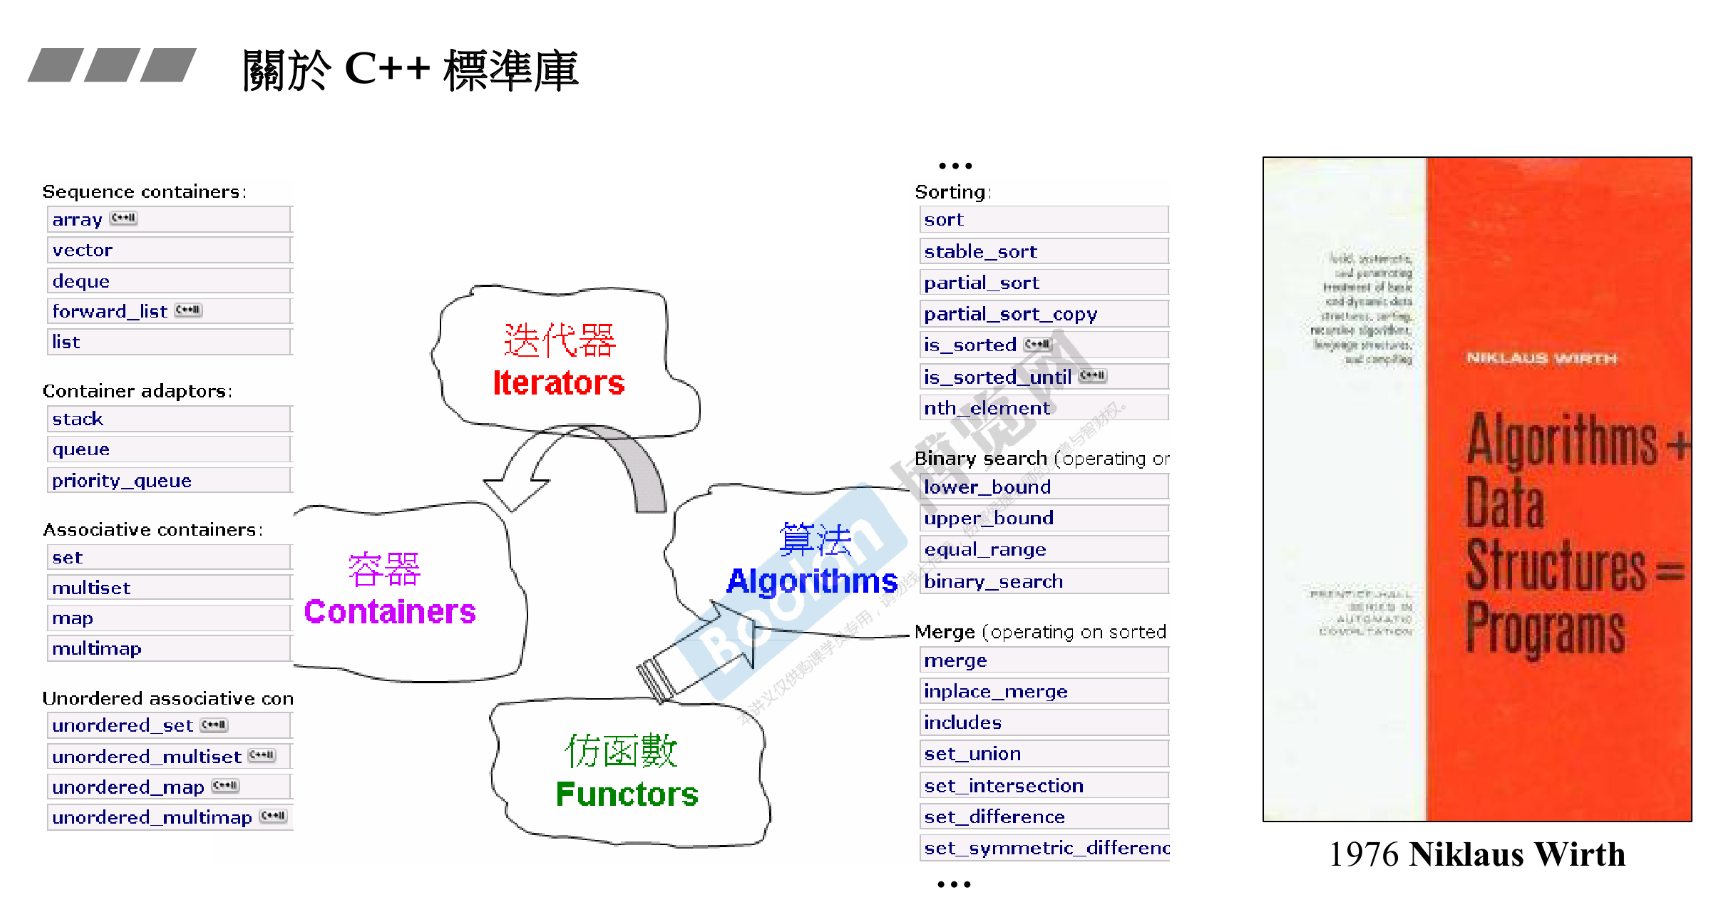 關於 C++ 標準庫
Sequence containers:
array C++11
vector
deque
forward_list C++11
list
Container adaptors:
stack
queue
priority_queue
Associative containers:
set
multiset
map
multimap
Unordered associative con
unordered_set C++11
unordered_multiset C++11
unordered_map C++11
unordered_multimap C++11
迭代器
Iterators
容器
Containers
算法
Algorithms
仿函數
Functors
...
Sorting:
sort
stable_sort
partial_sort
partial_sort_copy
is_sorted C++11
is_sorted_until C++11
nth_element
Binary search (operating or
lower_bound
upper_bound
equal_range
binary_search
Merge (operating on sorted
merge
inplace_merge
includes
set_union
set_intersection
set_difference
set_symmetric_differenc
...
Boolan 博览网
lucid, systematic,
and penetrating
treatment of basic
and dynamic data
structures, sorting,
recursive algorithms,
language structures,
and compiling
PRENTICE-HALL
SERIES IN
AUTOMATIC
COMPUTATION
NIKLAUS WIRTH
Algorithms +
Data
Structures =
Programs
1976 Niklaus Wirth